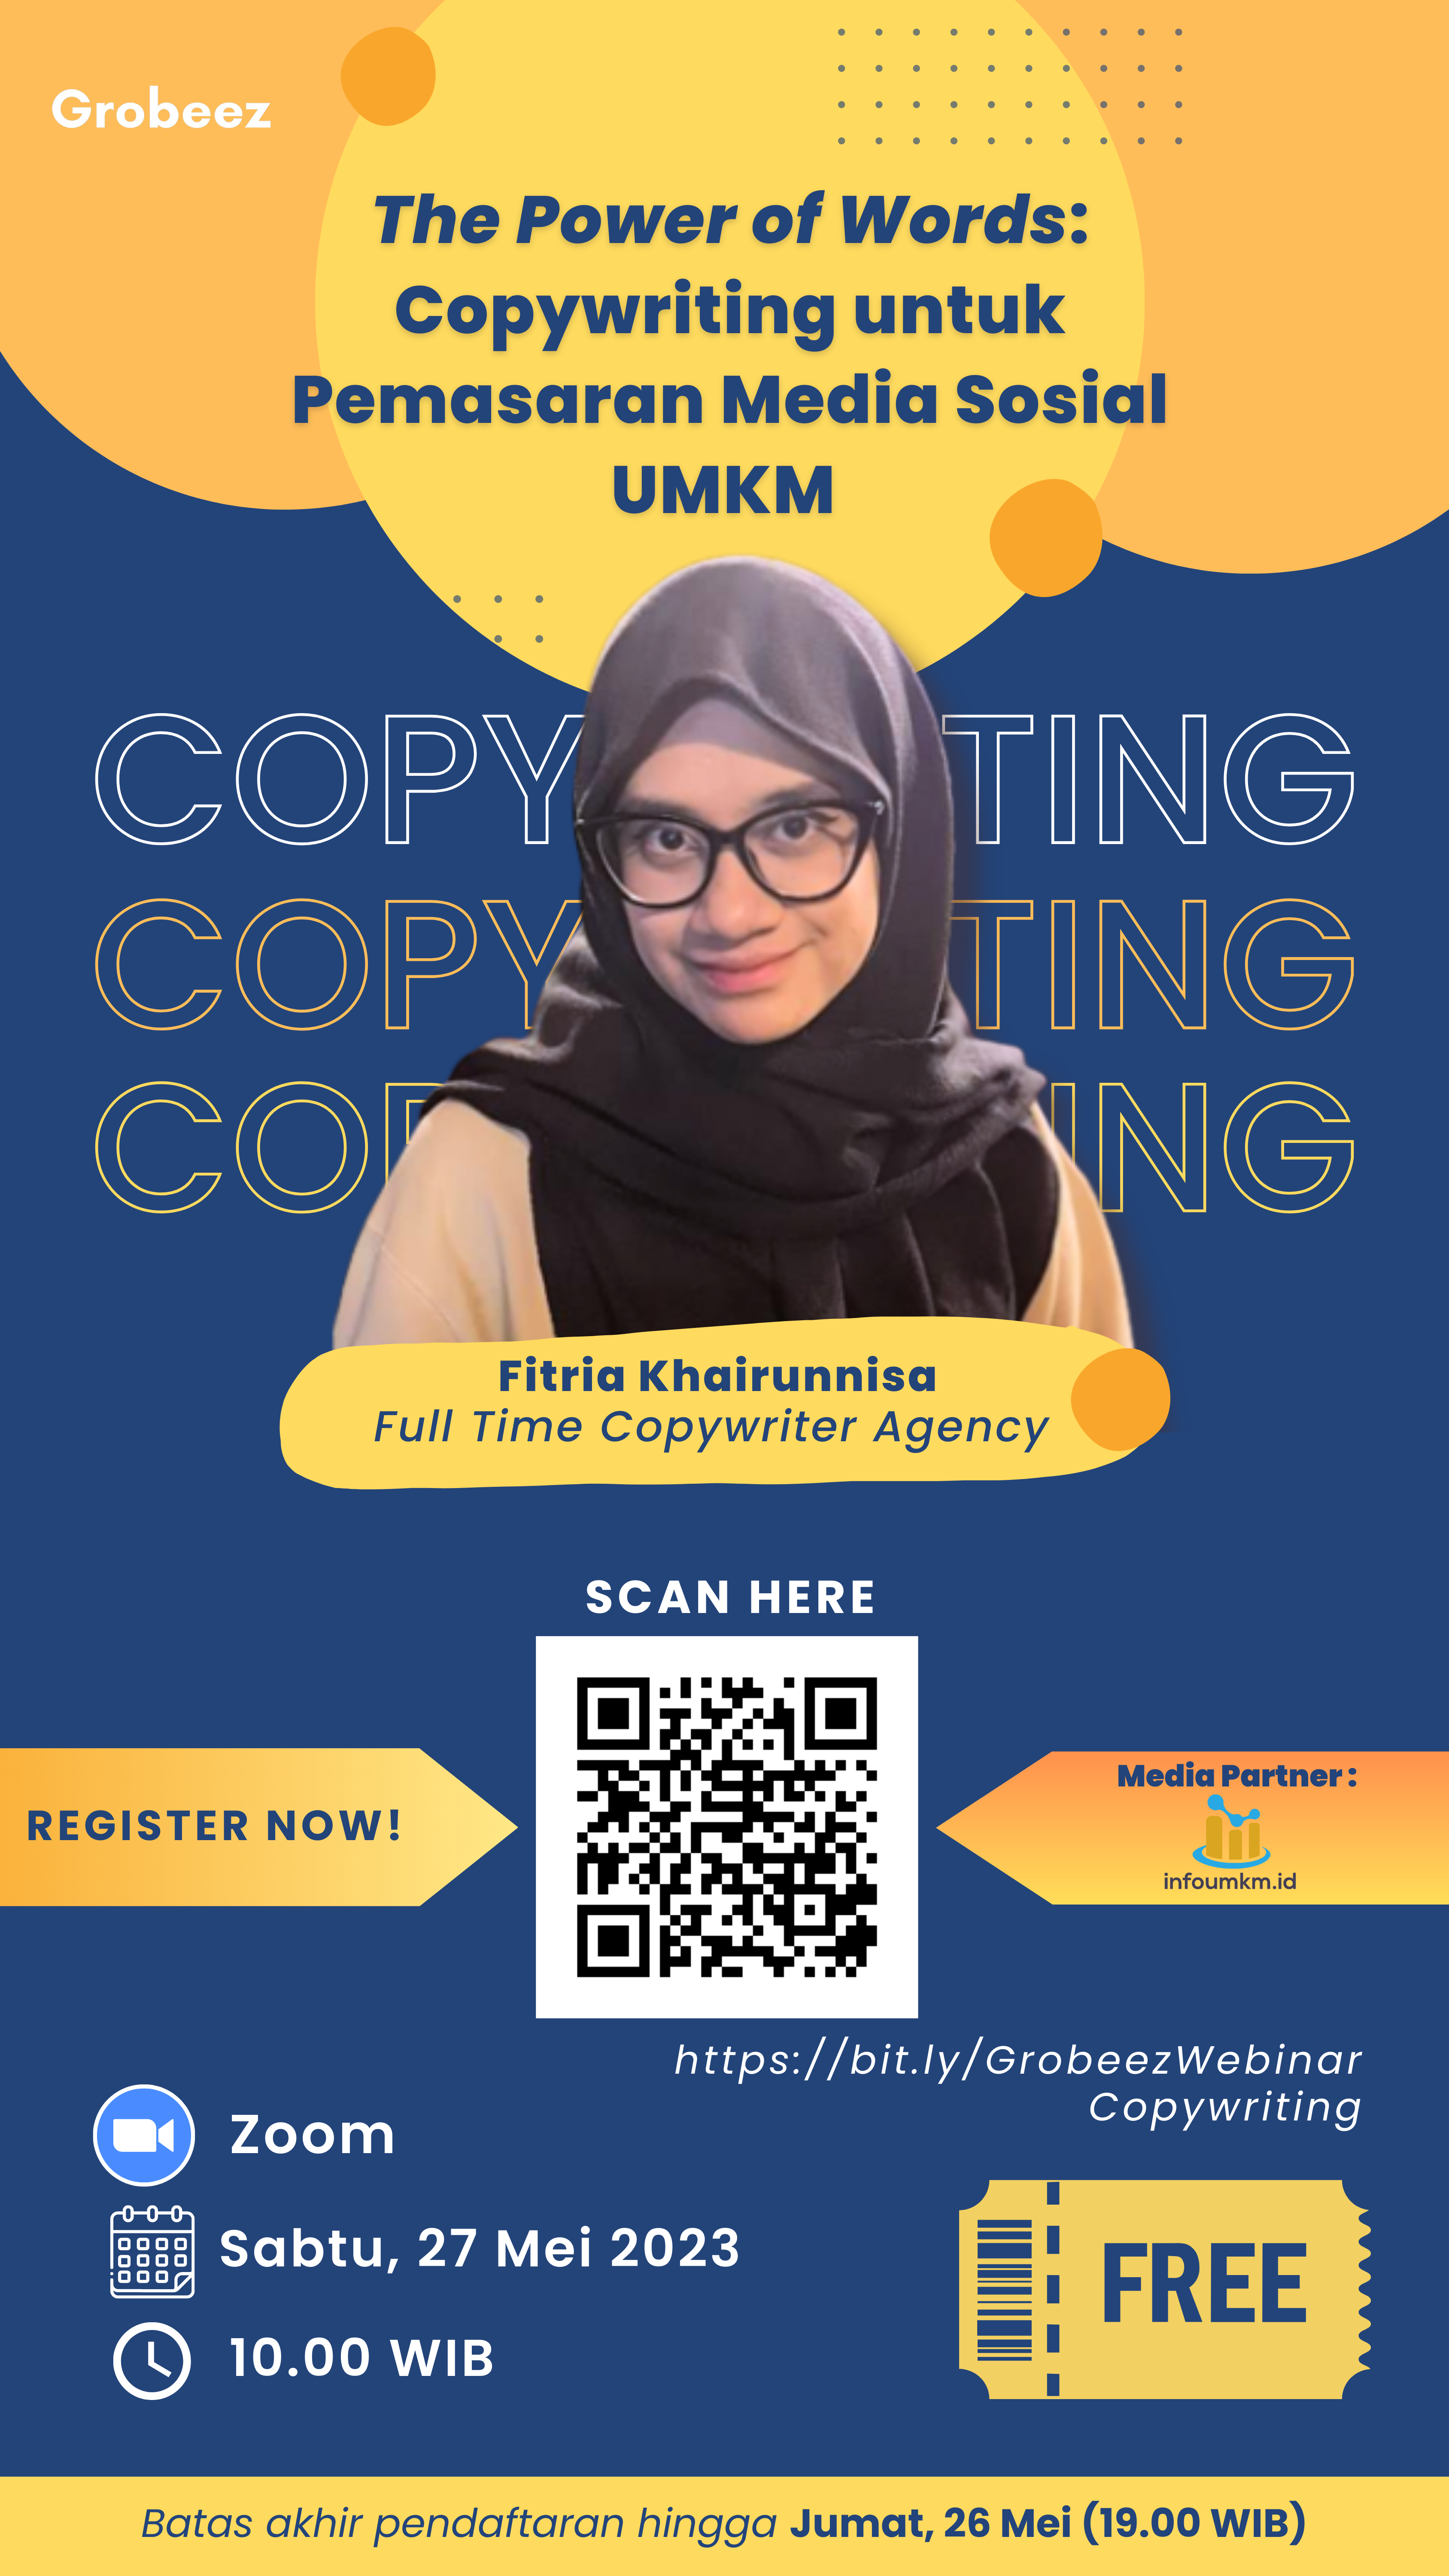 Grobeez
The Power of Words:
Copywriting untuk
Pemasaran Media Sosial
UMKM
COPY TING
COPY TING
COP ING
Fitria Khairunnisa
Full Time Copywriter Agency
SCAN HERE
REGISTER NOW!
Media Partner :
infoumkm.id
https://bit.ly/GrobeezWebinar
Copywriting
Zoom
Sabtu, 27 Mei 2023
10.00 WIB
FREE
Batas akhir pendaftaran hingga Jumat, 26 Mei (19.00 WIB)